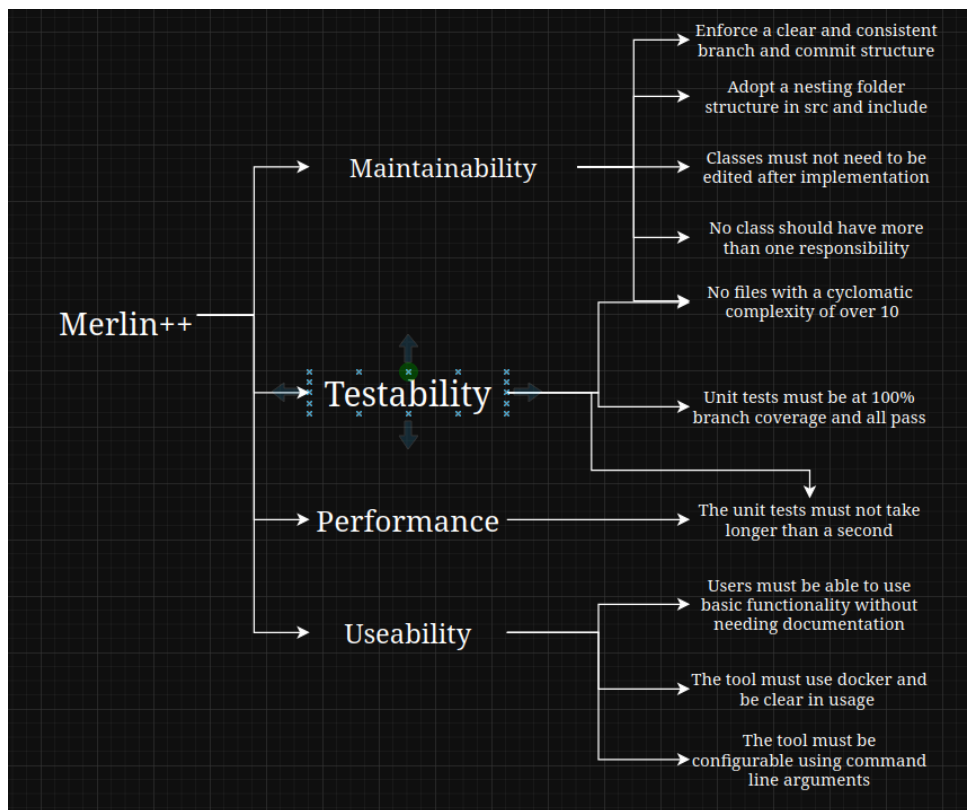 Enforce a clear and consistent
branch and commit structure
Adopt a nesting folder
structure in src and include
Maintainability
Classes must not need to be
edited after implementation
No class should have more
than one responsibility
No files with a cyclomatic
complexity of over 10
Merlin++
Testability
Unit tests must be at 100%
branch coverage and all pass
Performance
The unit tests must not take
longer than a second
Users must be able to use
basic functionality without
needing documentation
Useability
The tool must use docker and
be clear in usage
The tool must be
configurable using command
line arguments